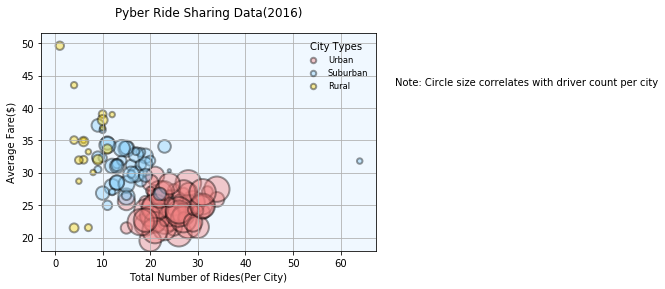 Pyber Ride Sharing Data(2016)
City Types
Urban
Suburban
Rural
Note: Circle size correlates with driver count per city
Average Fare($)
50
45
40
35
30
25
20
0 10 20 30 40 50 60
Total Number of Rides(Per City)